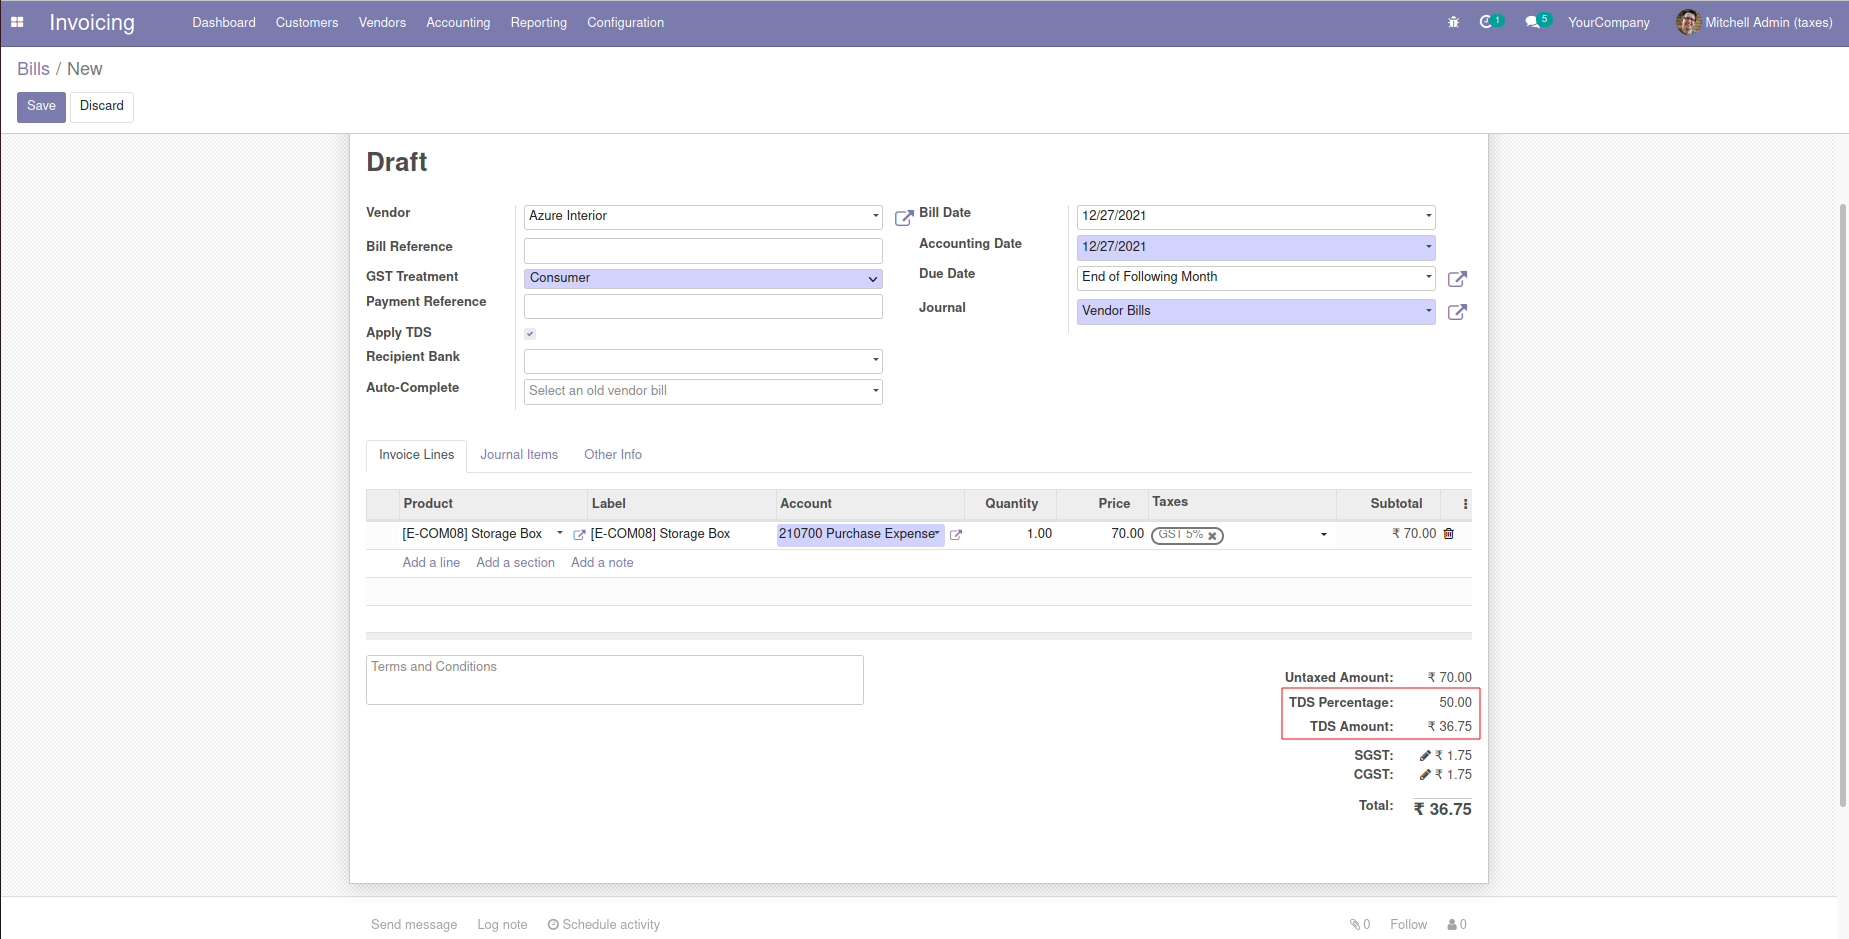 Invoicing Dashboard Customers Vendors Accounting Reporting Configuration 1 5 YourCompany Mitchell Admin (taxes)
Bills / New
Save Discard
Draft
Vendor Azure Interior Bill Date 12/27/2021
Bill Reference Accounting Date 12/27/2021
GST Treatment Consumer Due Date End of Following Month
Payment Reference Journal Vendor Bills
Apply TDS
Recipient Bank
Auto-Complete Select an old vendor bill
Invoice Lines Journal Items Other Info
Product Label Account Quantity Price Taxes Subtotal
[E-COM08] Storage Box [E-COM08] Storage Box 210700 Purchase Expense 1.00 70.00 GST 5% ₹ 70.00
Add a line Add a section Add a note
Terms and Conditions
Untaxed Amount: ₹ 70.00
TDS Percentage: 50.00
TDS Amount: ₹ 36.75
SGST: ₹ 1.75
CGST: ₹ 1.75
Total: ₹ 36.75
Send message Log note Schedule activity 0 Follow 0